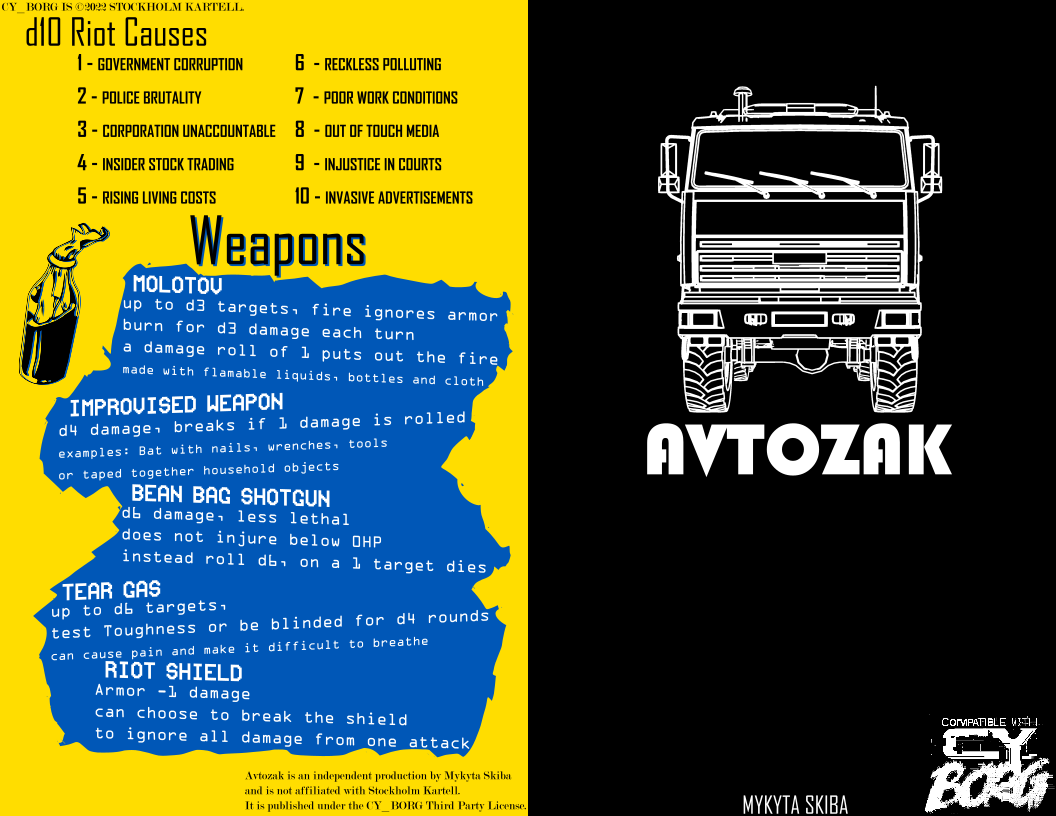 CY_BORG IS ©2022 STOCKHOLM KARTELL.
d10 Riot Causes
1 - GOVERNMENT CORRUPTION
2 - POLICE BRUTALITY
3 - CORPORATION UNACCOUNTABLE
4 - INSIDER STOCK TRADING
5 - RISING LIVING COSTS
6 - RECKLESS POLLUTING
7 - POOR WORK CONDITIONS
8 - OUT OF TOUCH MEDIA
9 - INJUSTICE IN COURTS
10 - INVASIVE ADVERTISEMENTS
Weapons
MOLOTOV
up to d3 targets, fire ignores armor
burn for d3 damage each turn
a damage roll of 1 puts out the fire
made with flamable liquids, bottles and cloth
IMPROVISED WEAPON
d4 damage, breaks if 1 damage is rolled
examples: Bat with nails, wrenches, tools
or taped together household objects
BEAN BAG SHOTGUN
d6 damage, less lethal
does not injure below 0HP
instead roll d6, on a 1 target dies
TEAR GAS
up to d6 targets,
test Toughness or be blinded for d4 rounds
can cause pain and make it difficult to breathe
RIOT SHIELD
Armor -1 damage
can choose to break the shield
to ignore all damage from one attack
Avtozak is an independent production by Mykyta Skiba
and is not affiliated with Stockholm Kartell.
It is published under the CY_BORG Third Party License.
AVTOZAK
MYKYTA SKIBA
COMPATIBLE WITH
CY
BORG